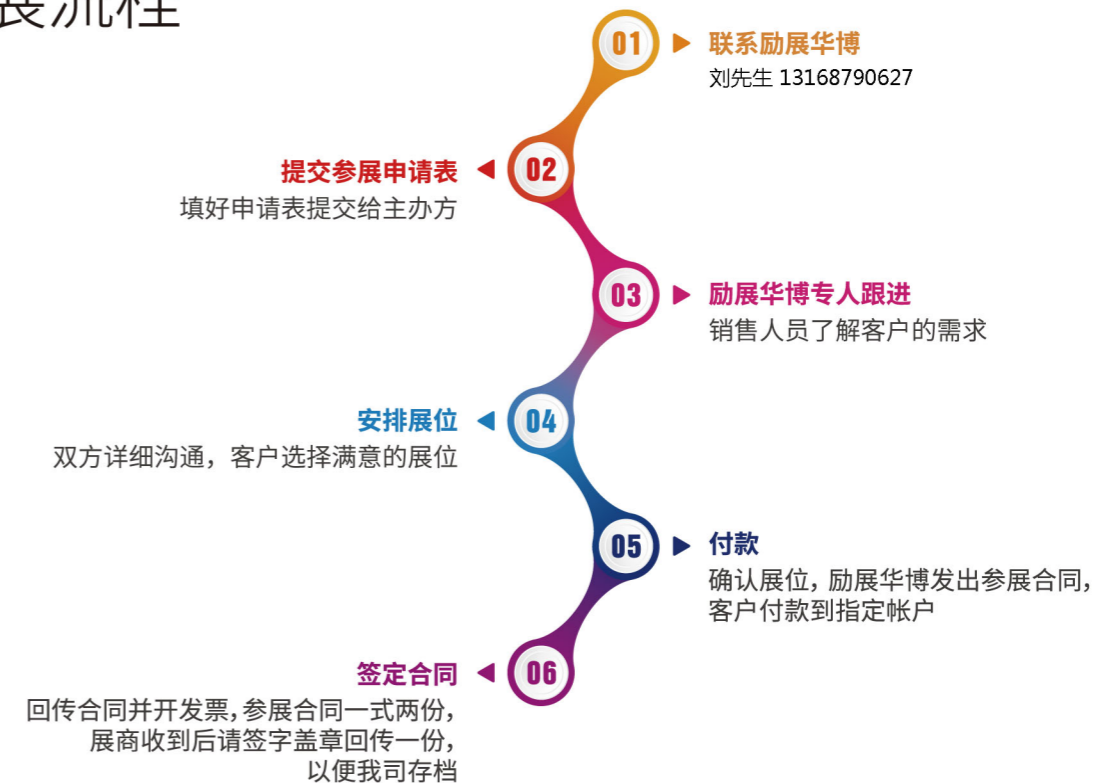 展流程
01
联系励展华博
刘先生 13168790627
02
提交参展申请表
填好申请表提交给主办方
03
励展华博专人跟进
销售人员了解客户的需求
04
安排展位
双方详细沟通，客户选择满意的展位
05
付款
确认展位，励展华博发出参展合同，
客户付款到指定帐户
06
签定合同
回传合同并开发票，参展合同一式两份，
展商收到后请签字盖章回传一份，
以便我司存档